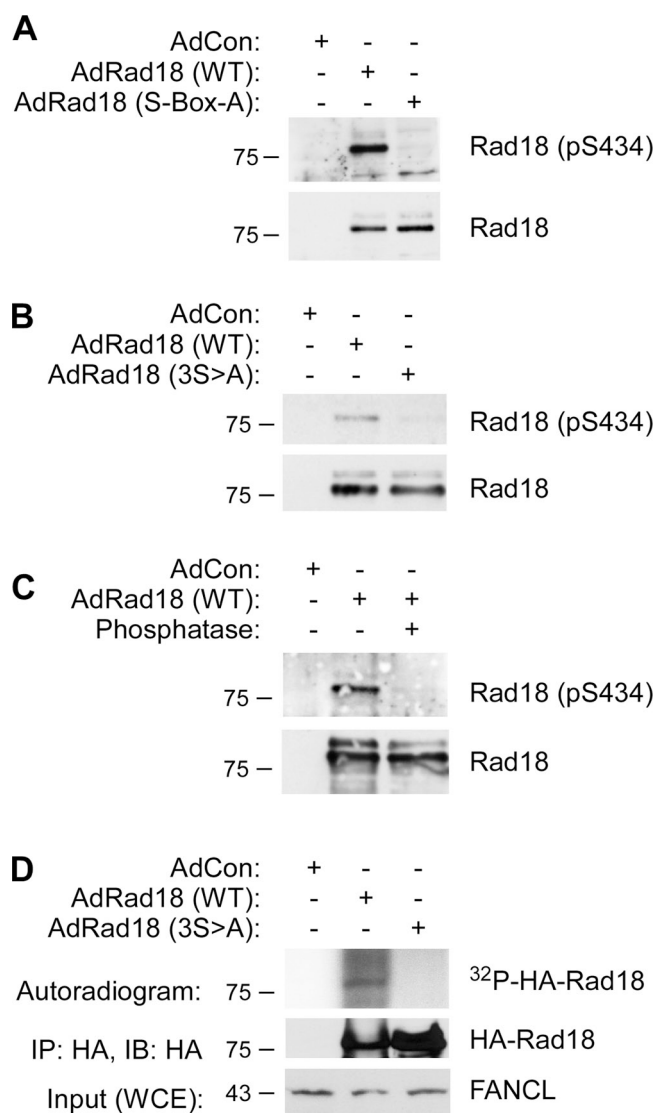 A
AdCon: + - -
AdRad18 (WT): - + -
AdRad18 (S-Box-A): - - +
75 – Rad18 (pS434)
75 – Rad18
B
AdCon: + - -
AdRad18 (WT): - + -
AdRad18 (3S>A): - - +
75 – Rad18 (pS434)
75 – Rad18
C
AdCon: + - -
AdRad18 (WT): - + +
Phosphatase: - - +
75 – Rad18 (pS434)
75 – Rad18
D
AdCon: + - -
AdRad18 (WT): - + -
AdRad18 (3S>A): - - +
Autoradiogram: 75 – ³²P-HA-Rad18
IP: HA, IB: HA 75 – HA-Rad18
Input (WCE): 43 – FANCL